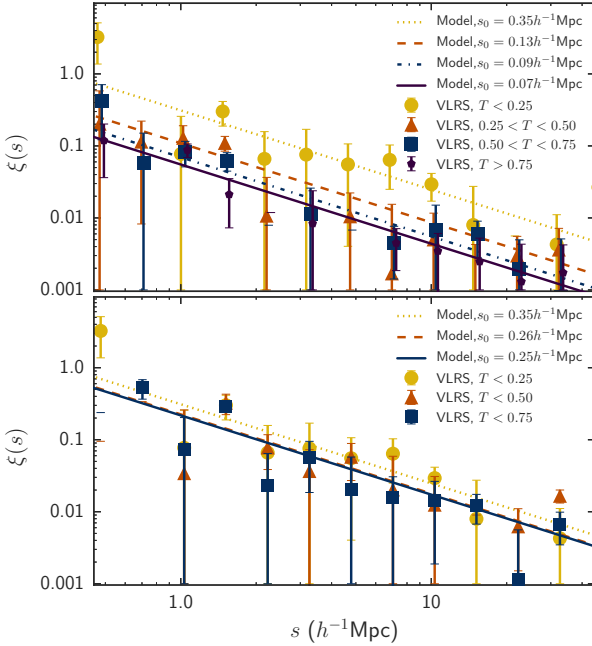 Model,s₀ = 0.35h⁻¹Mpc
Model,s₀ = 0.13h⁻¹Mpc
Model,s₀ = 0.09h⁻¹Mpc
Model,s₀ = 0.07h⁻¹Mpc
VLRS, T < 0.25
VLRS, 0.25 < T < 0.50
VLRS, 0.50 < T < 0.75
VLRS, T > 0.75
1.0
0.1
0.01
0.001
ξ(s)
Model,s₀ = 0.35h⁻¹Mpc
Model,s₀ = 0.26h⁻¹Mpc
Model,s₀ = 0.25h⁻¹Mpc
VLRS, T < 0.25
VLRS, T < 0.50
VLRS, T < 0.75
1.0
0.1
0.01
0.001
ξ(s)
1.0
10
s (h⁻¹Mpc)